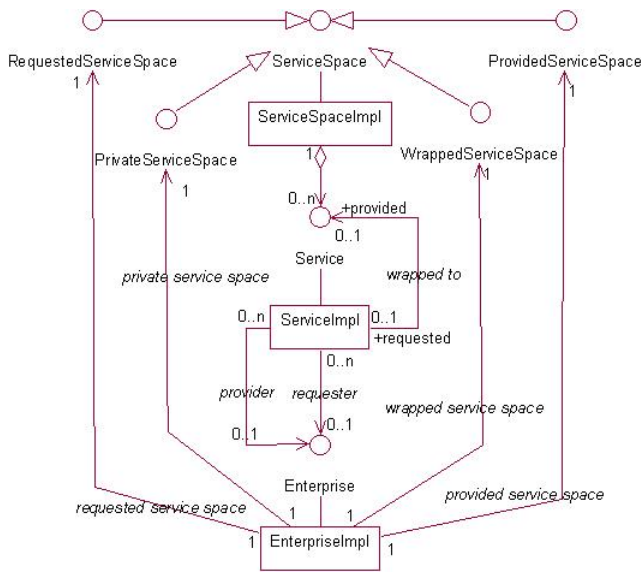 RequestedServiceSpace
ServiceSpace
ProvidedServiceSpace
1
1
ServiceSpaceImpl
PrivateServiceSpace
1
WrappedServiceSpace
1
1
0..n
+provided
0..1
Service
private service space
wrapped to
0..n
ServiceImpl
0..1
+requested
0..n
provider
requester
wrapped service space
0..1
0..1
Enterprise
requested service space
provided service space
1
1
1
EnterpriseImpl
1